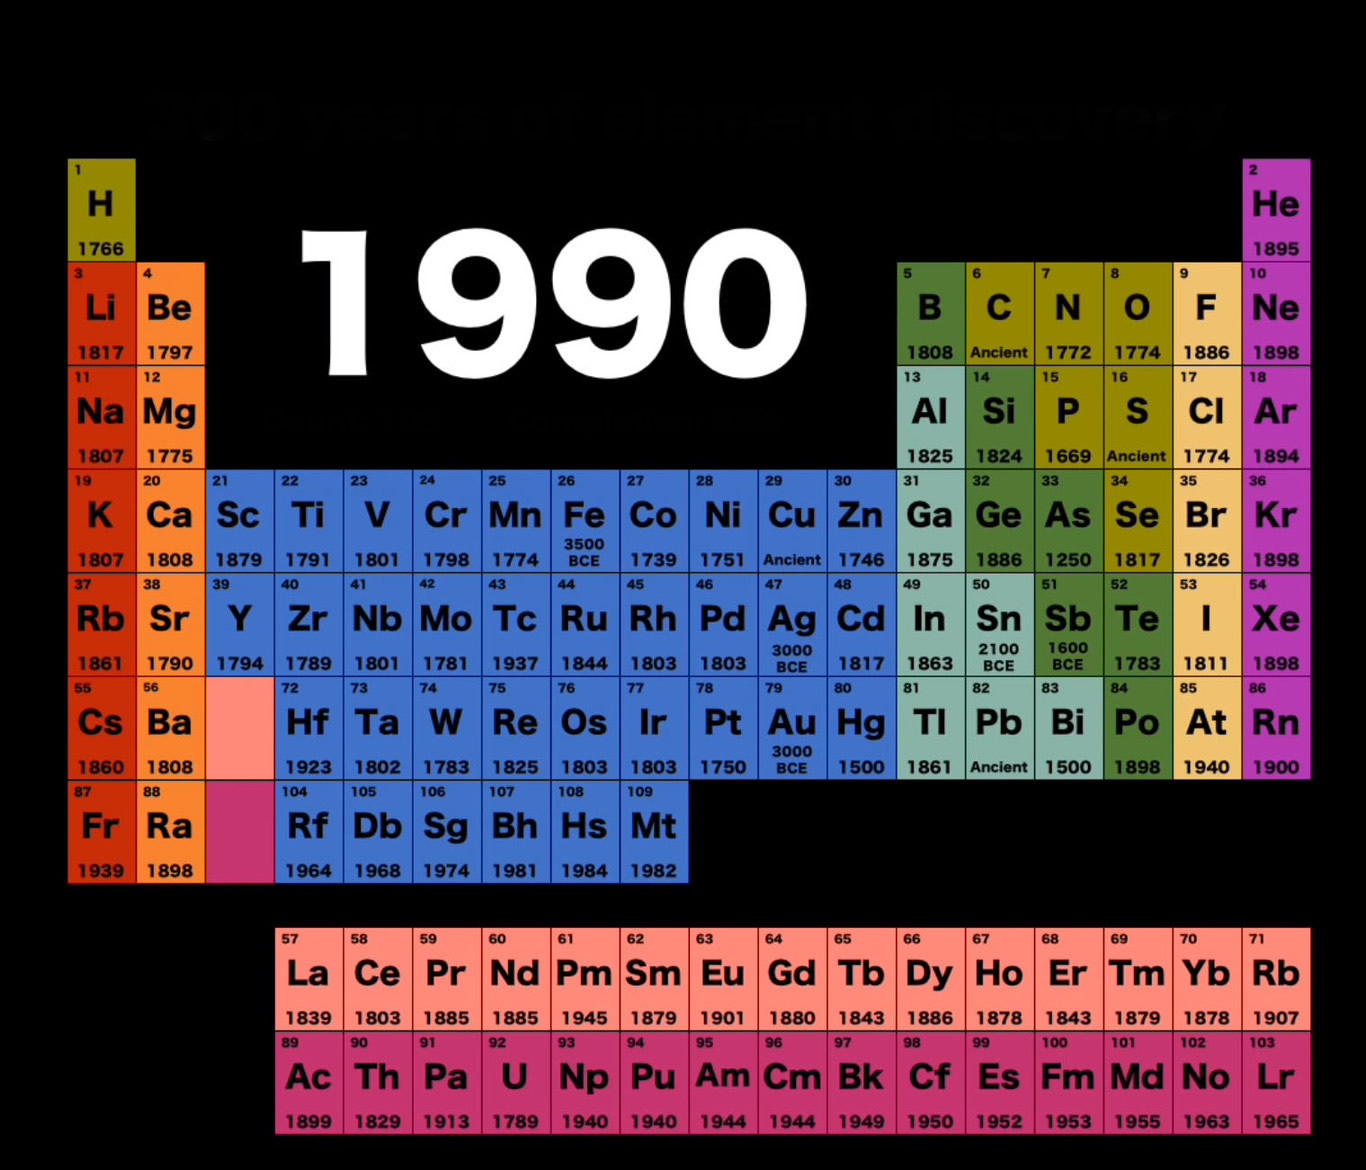 300 years of element discovery
1 2
H He
1766 1895
1990
3 4 5 6 7 8 9 10
Li Be B C N O F Ne
1817 1797 1808 Ancient 1772 1774 1886 1898
11 12 13 14 15 16 17 18
Na Mg Al Si P S Cl Ar
1807 1775 1825 1824 1669 Ancient 1774 1894
19 20 21 22 23 24 25 26 27 28 29 30 31 32 33 34 35 36
K Ca Sc Ti V Cr Mn Fe Co Ni Cu Zn Ga Ge As Se Br Kr
1807 1808 1879 1791 1801 1798 1774 3500 BCE 1739 1751 Ancient 1746 1875 1886 1250 1817 1826 1898
37 38 39 40 41 42 43 44 45 46 47 48 49 50 51 52 53 54
Rb Sr Y Zr Nb Mo Tc Ru Rh Pd Ag Cd In Sn Sb Te I Xe
1861 1790 1794 1789 1801 1781 1937 1844 1803 1803 3000 BCE 1817 1863 2100 BCE 1600 BCE 1783 1811 1898
55 56 72 73 74 75 76 77 78 79 80 81 82 83 84 85 86
Cs Ba Hf Ta W Re Os Ir Pt Au Hg Tl Pb Bi Po At Rn
1860 1808 1923 1802 1783 1825 1803 1803 1750 3000 BCE 1500 1861 Ancient 1500 1898 1940 1900
87 88 104 105 106 107 108 109
Fr Ra Rf Db Sg Bh Hs Mt
1939 1898 1964 1968 1974 1981 1984 1982
57 58 59 60 61 62 63 64 65 66 67 68 69 70 71
La Ce Pr Nd Pm Sm Eu Gd Tb Dy Ho Er Tm Yb Rb
1839 1803 1885 1885 1945 1879 1901 1880 1843 1886 1878 1843 1879 1878 1907
89 90 91 92 93 94 95 96 97 98 99 100 101 102 103
Ac Th Pa U Np Pu Am Cm Bk Cf Es Fm Md No Lr
1899 1829 1913 1789 1940 1940 1944 1944 1949 1950 1952 1953 1955 1963 1965